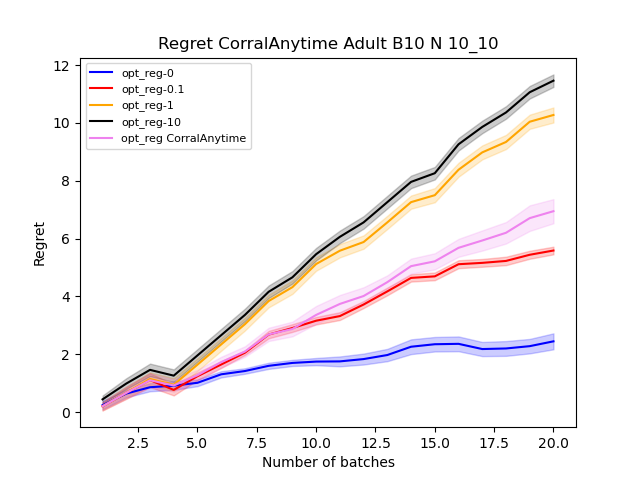 Regret CorralAnytime Adult B10 N 10_10
opt_reg-0
opt_reg-0.1
opt_reg-1
opt_reg-10
opt_reg CorralAnytime
12
10
8
6
4
2
0
Regret
2.5 5.0 7.5 10.0 12.5 15.0 17.5 20.0
Number of batches